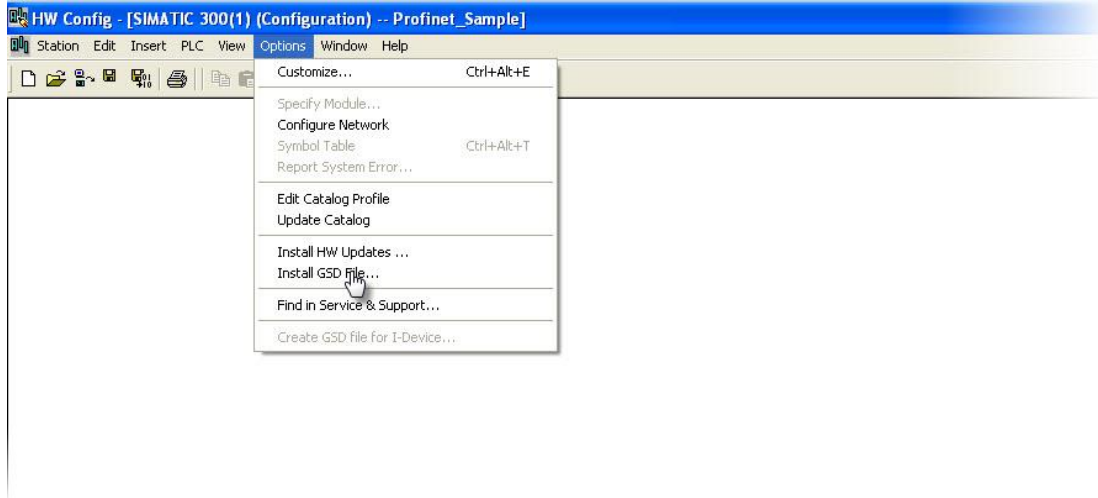 HW Config - [SIMATIC 300(1) (Configuration) -- Profinet_Sample]
Station Edit Insert PLC View Options Window Help
Customize... Ctrl+Alt+E
Specify Module...
Configure Network
Symbol Table Ctrl+Alt+T
Report System Error...
Edit Catalog Profile
Update Catalog
Install HW Updates ...
Install GSD File...
Find in Service & Support...
Create GSD file for I-Device...